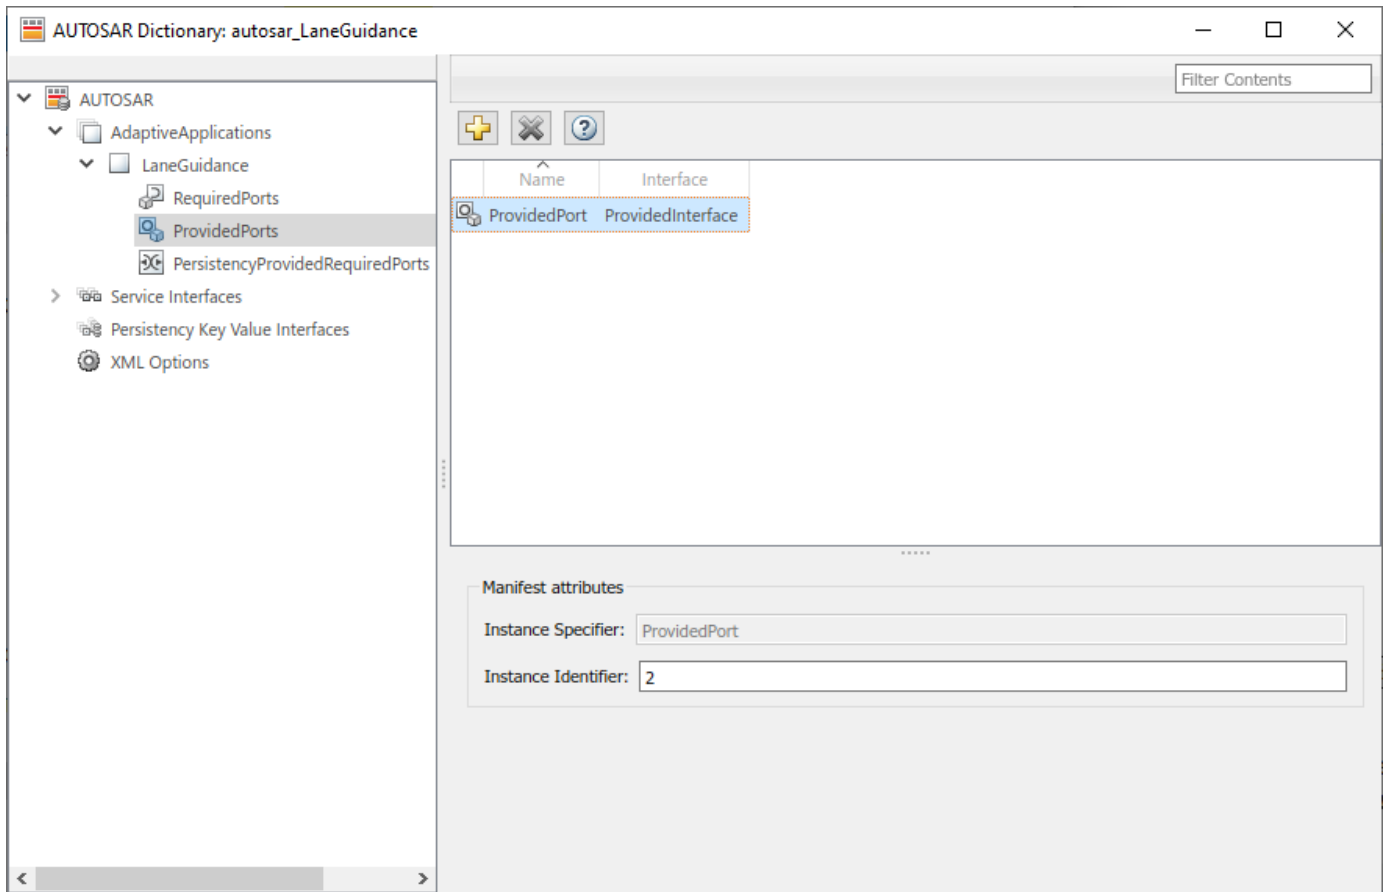 AUTOSAR Dictionary: autosar_LaneGuidance
Filter Contents
AUTOSAR
AdaptiveApplications
LaneGuidance
RequiredPorts
ProvidedPorts
PersistencyProvidedRequiredPorts
Service Interfaces
Persistency Key Value Interfaces
XML Options
Name Interface
ProvidedPort ProvidedInterface
Manifest attributes
Instance Specifier: ProvidedPort
Instance Identifier: 2